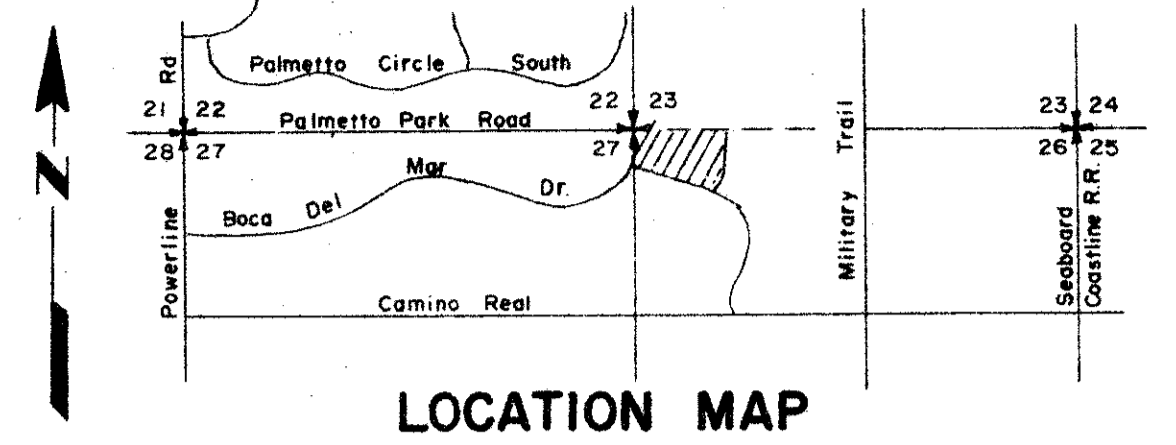 Palmetto Circle South
Rd
21 22
22 23
23 24
Palmetto Park Road
28 27
27
26 25
Mar
Dr.
Boca Del
Powerline
Camino Real
Military Trail
Seaboard
Coastline R.R.
N
LOCATION MAP